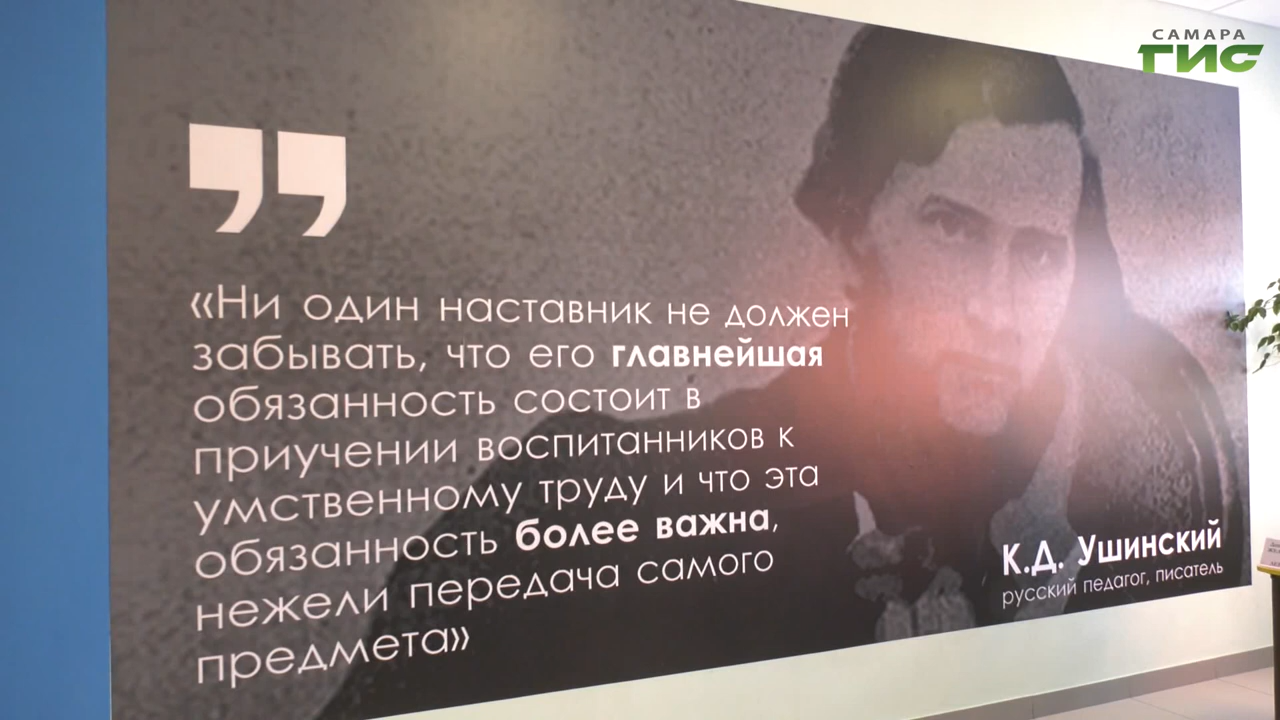 САМАРА
ГИС
«Ни один наставник не должен
забывать, что его главнейшая
обязанность состоит в
приучении воспитанников к
умственному труду и что эта
обязанность более важна,
нежели передача самого
предмета»
К.Д. Ушинский
русский педагог, писатель